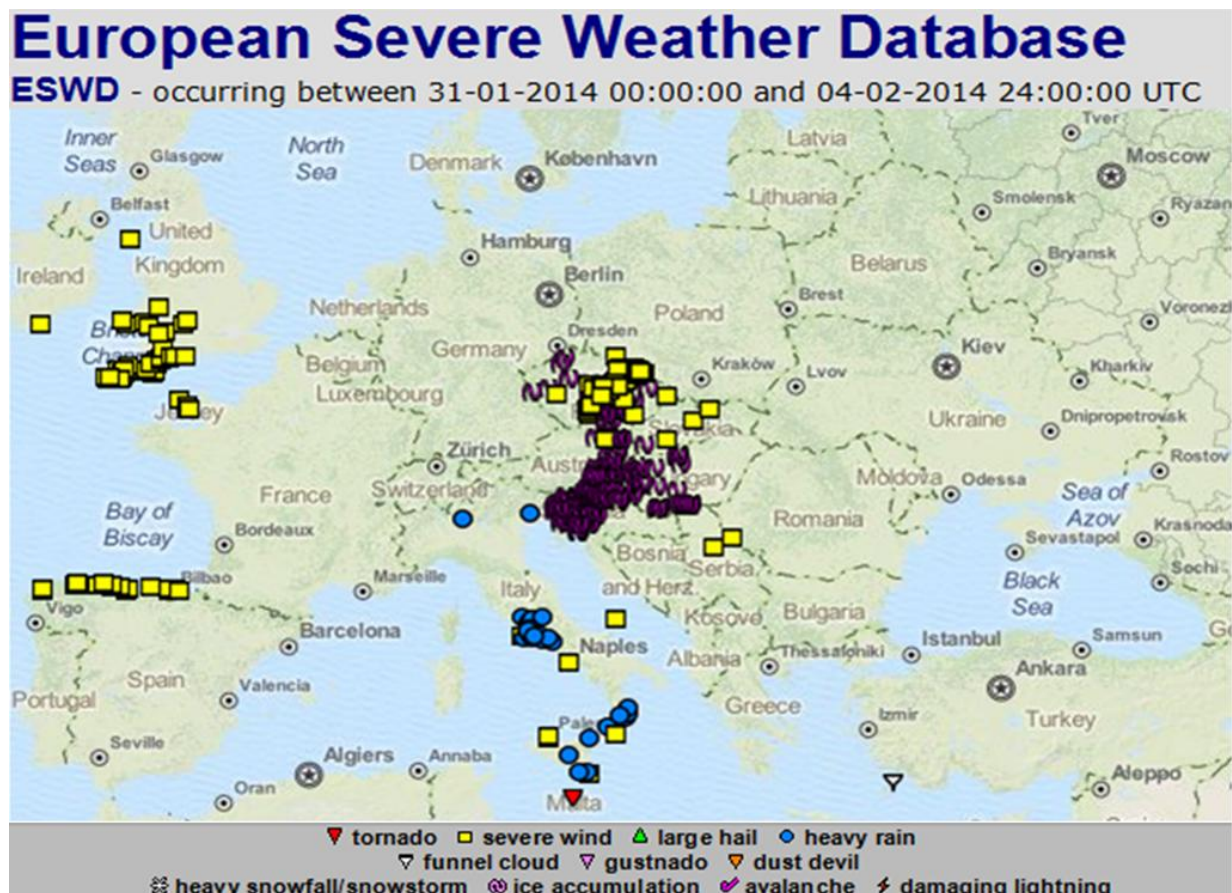 European Severe Weather Database
ESWD - occurring between 31-01-2014 00:00:00 and 04-02-2014 24:00:00 UTC
Tver
Latvia
Inner
Seas
North
Sea
Glasgow
Denmark
København
Moscow
Lithuania
Smolensk
Ryazan
Belfast
United
Kingdom
Hamburg
Ireland
Belarus
Bryansk
Berlin
Netherlands
Poland
Brest
Voronezh
Dresden
Germany
Kiev
Belgium
Kraków
Lvov
Kharkiv
Luxembourg
Ukraine
Dnipropetrovsk
Slovakia
Zürich
Rostov
Moldova
Odessa
Switzerland
France
Sea of
Azov
Bay of
Biscay
Romania
Krasnoda
Bordeaux
Sevastapol
Bosnia
and Herz.
Serbia
Sochi
Black
Sea
Marseille
Italy
Bilbao
Vigo
Kosovo
Bulgaria
Barcelona
Naples
Istanbul
Samsun
Albania
Thessaloniki
Ankara
Spain
Portugal
Valencia
Greece
Izmir
Turkey
Seville
Algiers
Annaba
Aleppo
Oran
Malta
tornado severe wind large hail heavy rain
funnel cloud gustnado dust devil
heavy snowfall/snowstorm ice accumulation avalanche damaging lightning